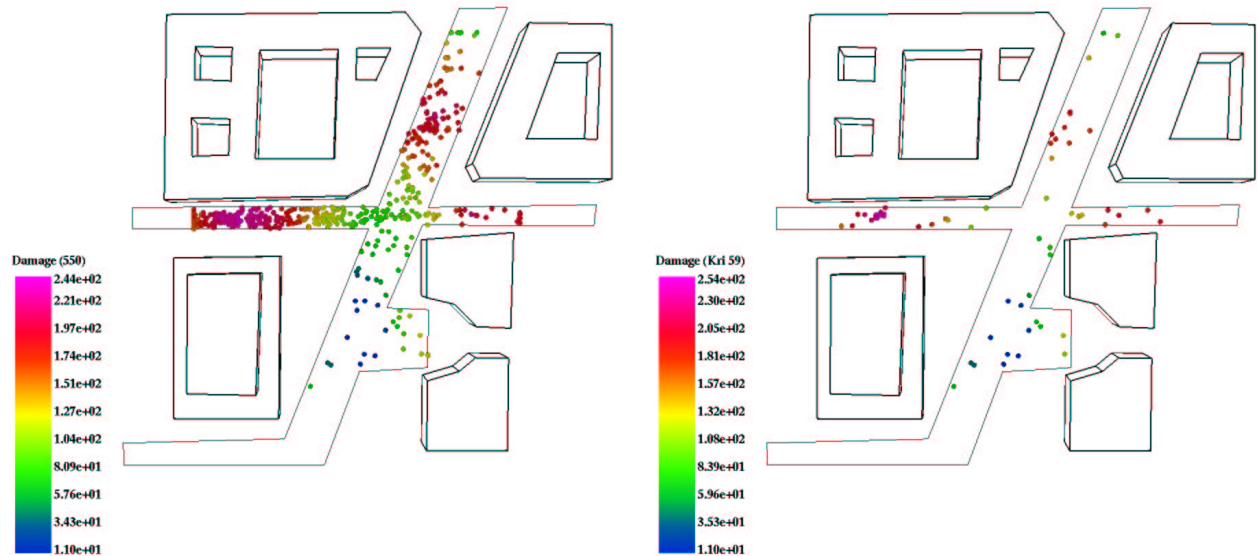 Damage (550)
2.44e+02
2.21e+02
1.97e+02
1.74e+02
1.51e+02
1.27e+02
1.04e+02
8.09e+01
5.76e+01
3.43e+01
1.10e+01
Damage (Kri 59)
2.54e+02
2.30e+02
2.05e+02
1.81e+02
1.57e+02
1.32e+02
1.08e+02
8.39e+01
5.96e+01
3.53e+01
1.10e+01